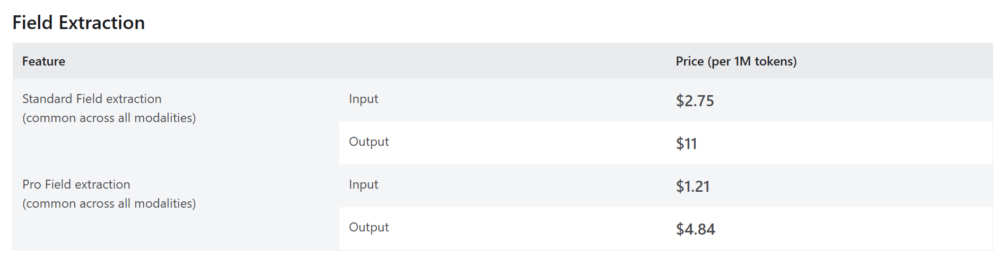 Field Extraction
Feature Price (per 1M tokens)
Standard Field extraction Input $2.75
(common across all modalities)
Output $11
Pro Field extraction Input $1.21
(common across all modalities)
Output $4.84